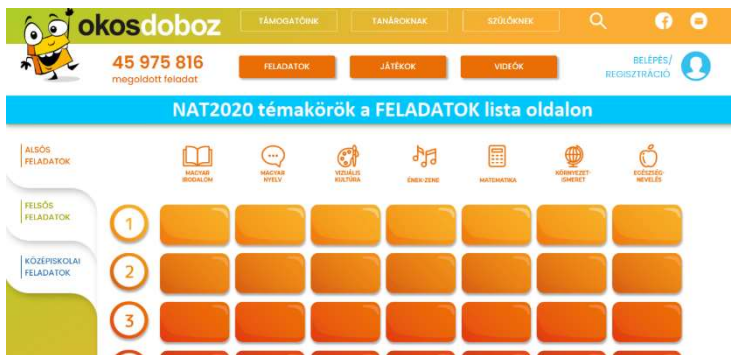 okosdoboz
TÁMOGATÓINK
TANÁROKNAK
SZÜLŐKNEK
45 975 816
megoldott feladat
FELADATOK
JÁTÉKOK
VIDEÓK
BELÉPÉS/
REGISZTRÁCIÓ
NAT2020 témakörök a FELADATOK lista oldalon
ALSÓS
FELADATOK
MAGYAR
IRODALOM
MAGYAR
NYELV
VIZUÁLIS
KULTÚRA
ÉNEK-ZENE
MATEMATIKA
KÖRNYEZET-
ISMERET
EGÉSZSÉG-
NEVELÉS
FELSŐS
FELADATOK
1
KÖZÉPISKOLAI
FELADATOK
2
3